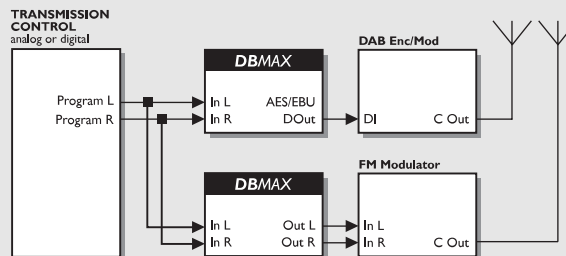 TRANSMISSION
CONTROL
analog or digital
Program L
Program R
DBMAX
In L
AES/EBU
In R
DOut
DAB Enc/Mod
DI
C Out
DBMAX
In L
Out L
In R
Out R
FM Modulator
In L
In R
C Out